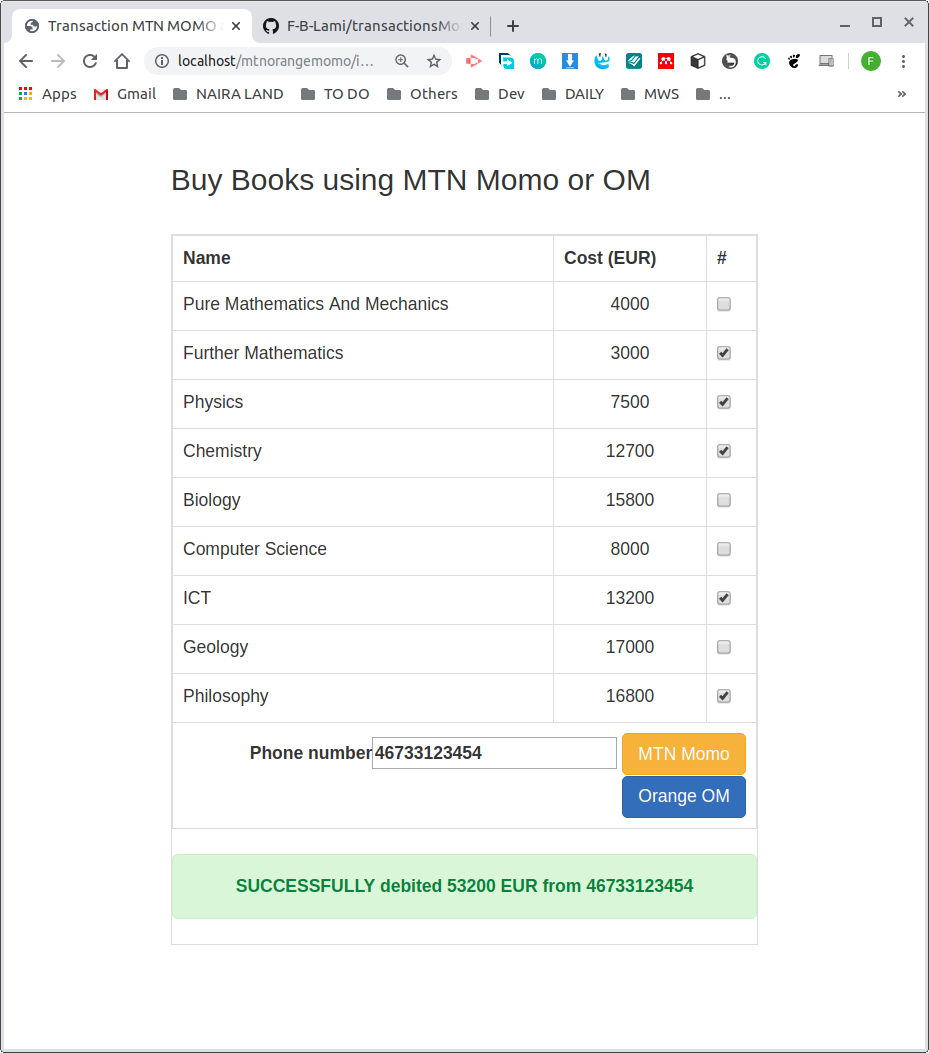 Transaction MTN MOMO
F-B-Lami/transactionsMo
localhost/mtnorangemomo/i...
F
Apps Gmail NAIRA LAND TO DO Others Dev DAILY MWS ... »
Buy Books using MTN Momo or OM
Name Cost (EUR) #
Pure Mathematics And Mechanics 4000
Further Mathematics 3000
Physics 7500
Chemistry 12700
Biology 15800
Computer Science 8000
ICT 13200
Geology 17000
Philosophy 16800
Phone number 46733123454 MTN Momo
Orange OM
SUCCESSFULLY debited 53200 EUR from 46733123454